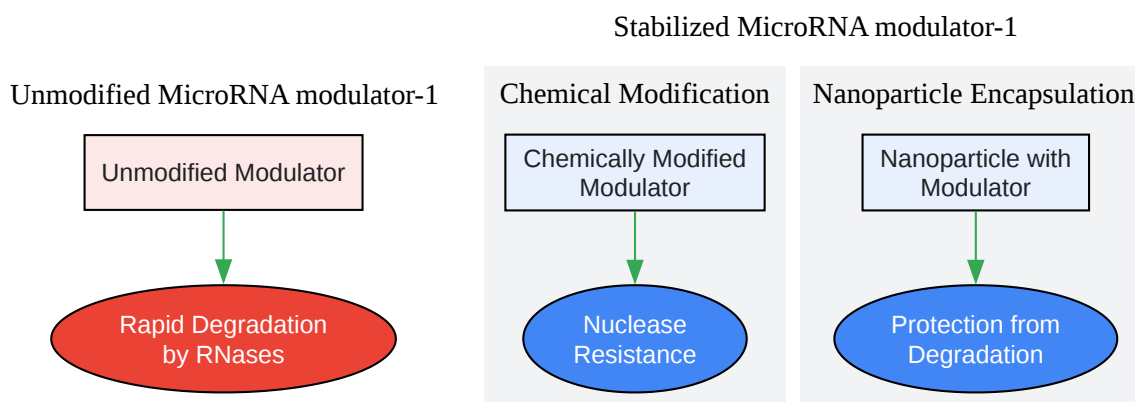 Stabilized MicroRNA modulator-1
Unmodified MicroRNA modulator-1
Chemical Modification
Nanoparticle Encapsulation
Unmodified Modulator
Chemically Modified
Modulator
Nanoparticle with
Modulator
Rapid Degradation
by RNases
Nuclease
Resistance
Protection from
Degradation